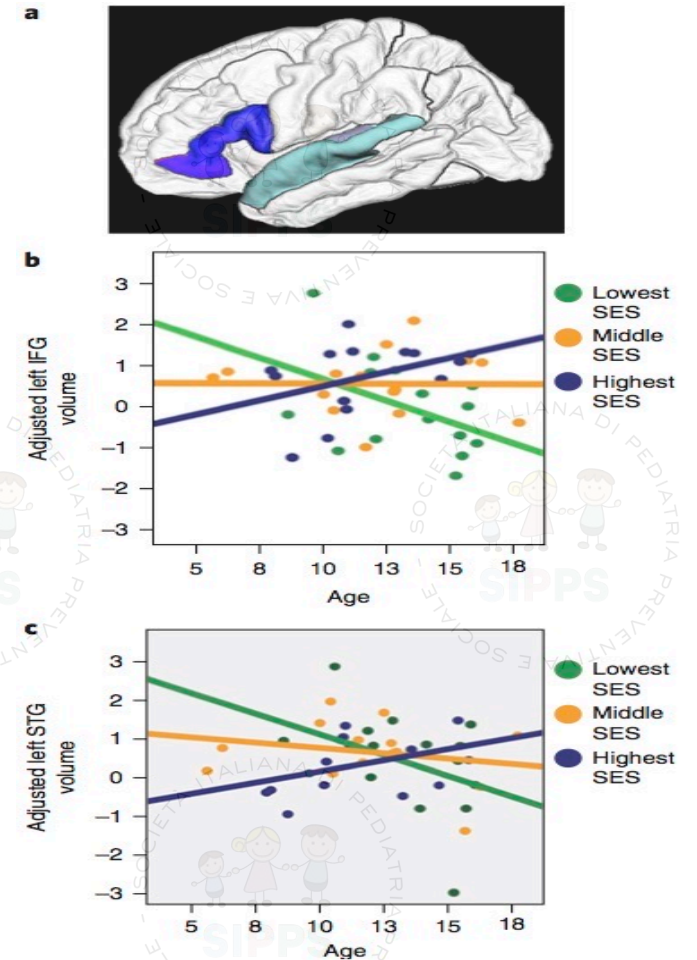 a
SIPPS
SOCIETÀ ITALIANA DI PEDIATRIA PREVENTIVA E SOCIALE
b
3
2
1
0
−1
−2
−3
Adjusted left IFG
volume
5 8 10 13 15 18
Age
Lowest
SES
Middle
SES
Highest
SES
SIPPS
c
3
2
1
0
−1
−2
−3
Adjusted left STG
volume
5 8 10 13 15 18
Age
Lowest
SES
Middle
SES
Highest
SES
SIPPS